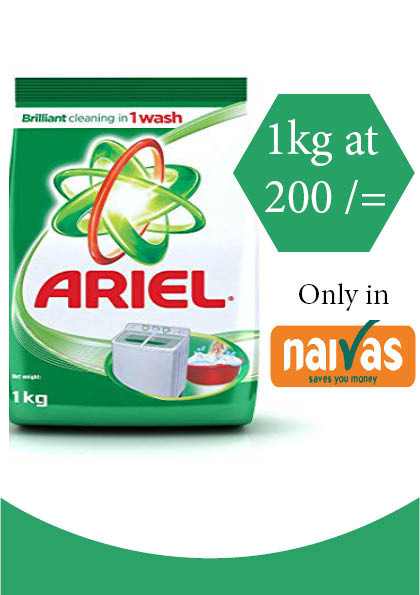 Brilliant cleaning in 1 wash
ARIEL
Net weight:
1kg
1kg at
200 /=
Only in
naivas
saves you money